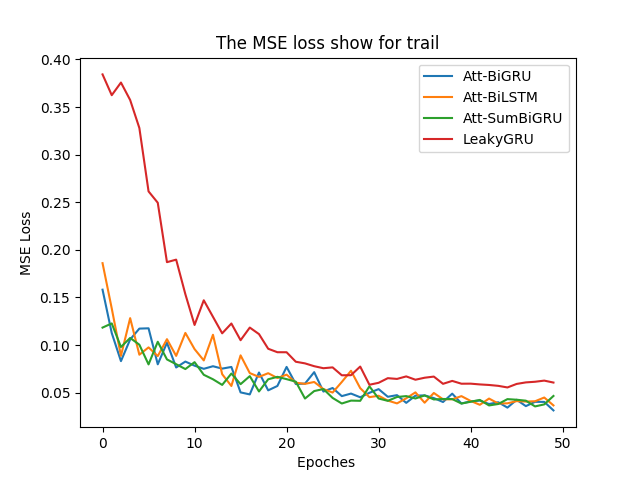 The MSE loss show for trail
0.40
0.35
0.30
0.25
0.20
0.15
0.10
0.05
MSE Loss
Att-BiGRU
Att-BiLSTM
Att-SumBiGRU
LeakyGRU
0 10 20 30 40 50
Epoches